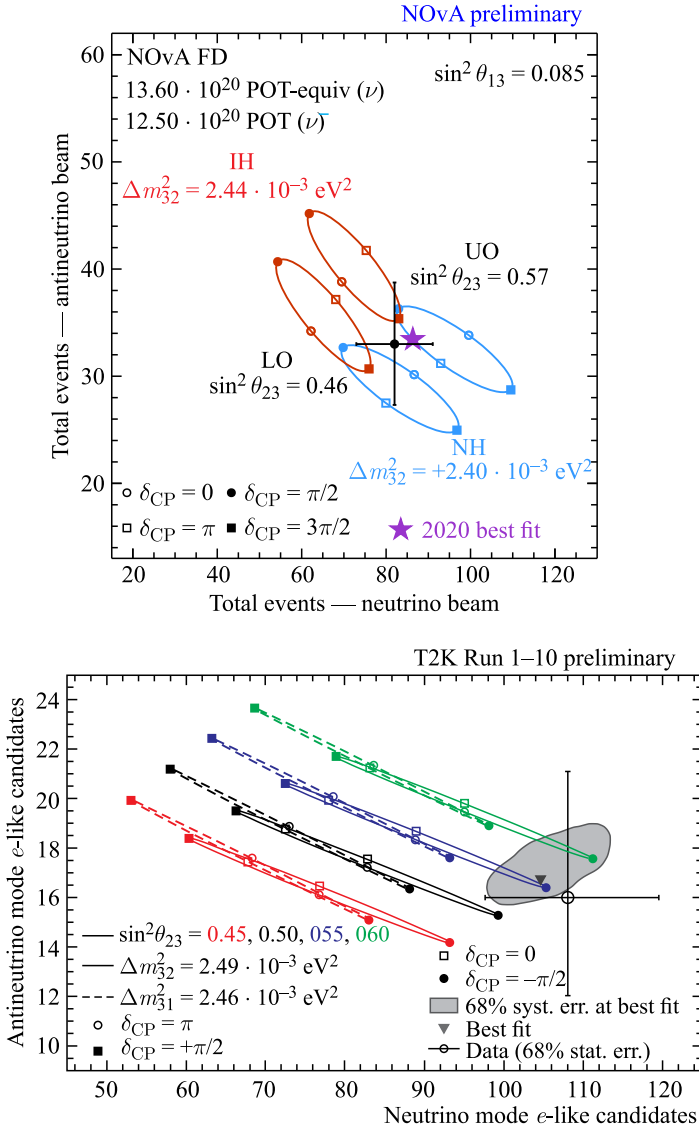 NOνA preliminary
60
50
40
30
20
Total events — antineutrino beam
NOνA FD
13.60 · 10²⁰ POT-equiv (ν)
12.50 · 10²⁰ POT (ν̄)
sin² θ₁₃ = 0.085
IH
Δm²₃₂ = 2.44 · 10⁻³ eV²
UO
sin² θ₂₃ = 0.57
LO
sin² θ₂₃ = 0.46
NH
Δm²₃₂ = +2.40 · 10⁻³ eV²
δCP = 0 δCP = π/2
δCP = π δCP = 3π/2
2020 best fit
20 40 60 80 100 120
Total events — neutrino beam
T2K Run 1–10 preliminary
24
22
20
18
16
14
12
10
Antineutrino mode e-like candidates
sin²θ₂₃ = 0.45, 0.50, 055, 060
Δm²₃₂ = 2.49 · 10⁻³ eV²
Δm²₃₁ = 2.46 · 10⁻³ eV²
δCP = π
δCP = +π/2
δCP = 0
δCP = –π/2
68% syst. err. at best fit
Best fit
Data (68% stat. err.)
50 60 70 80 90 100 110 120
Neutrino mode e-like candidates